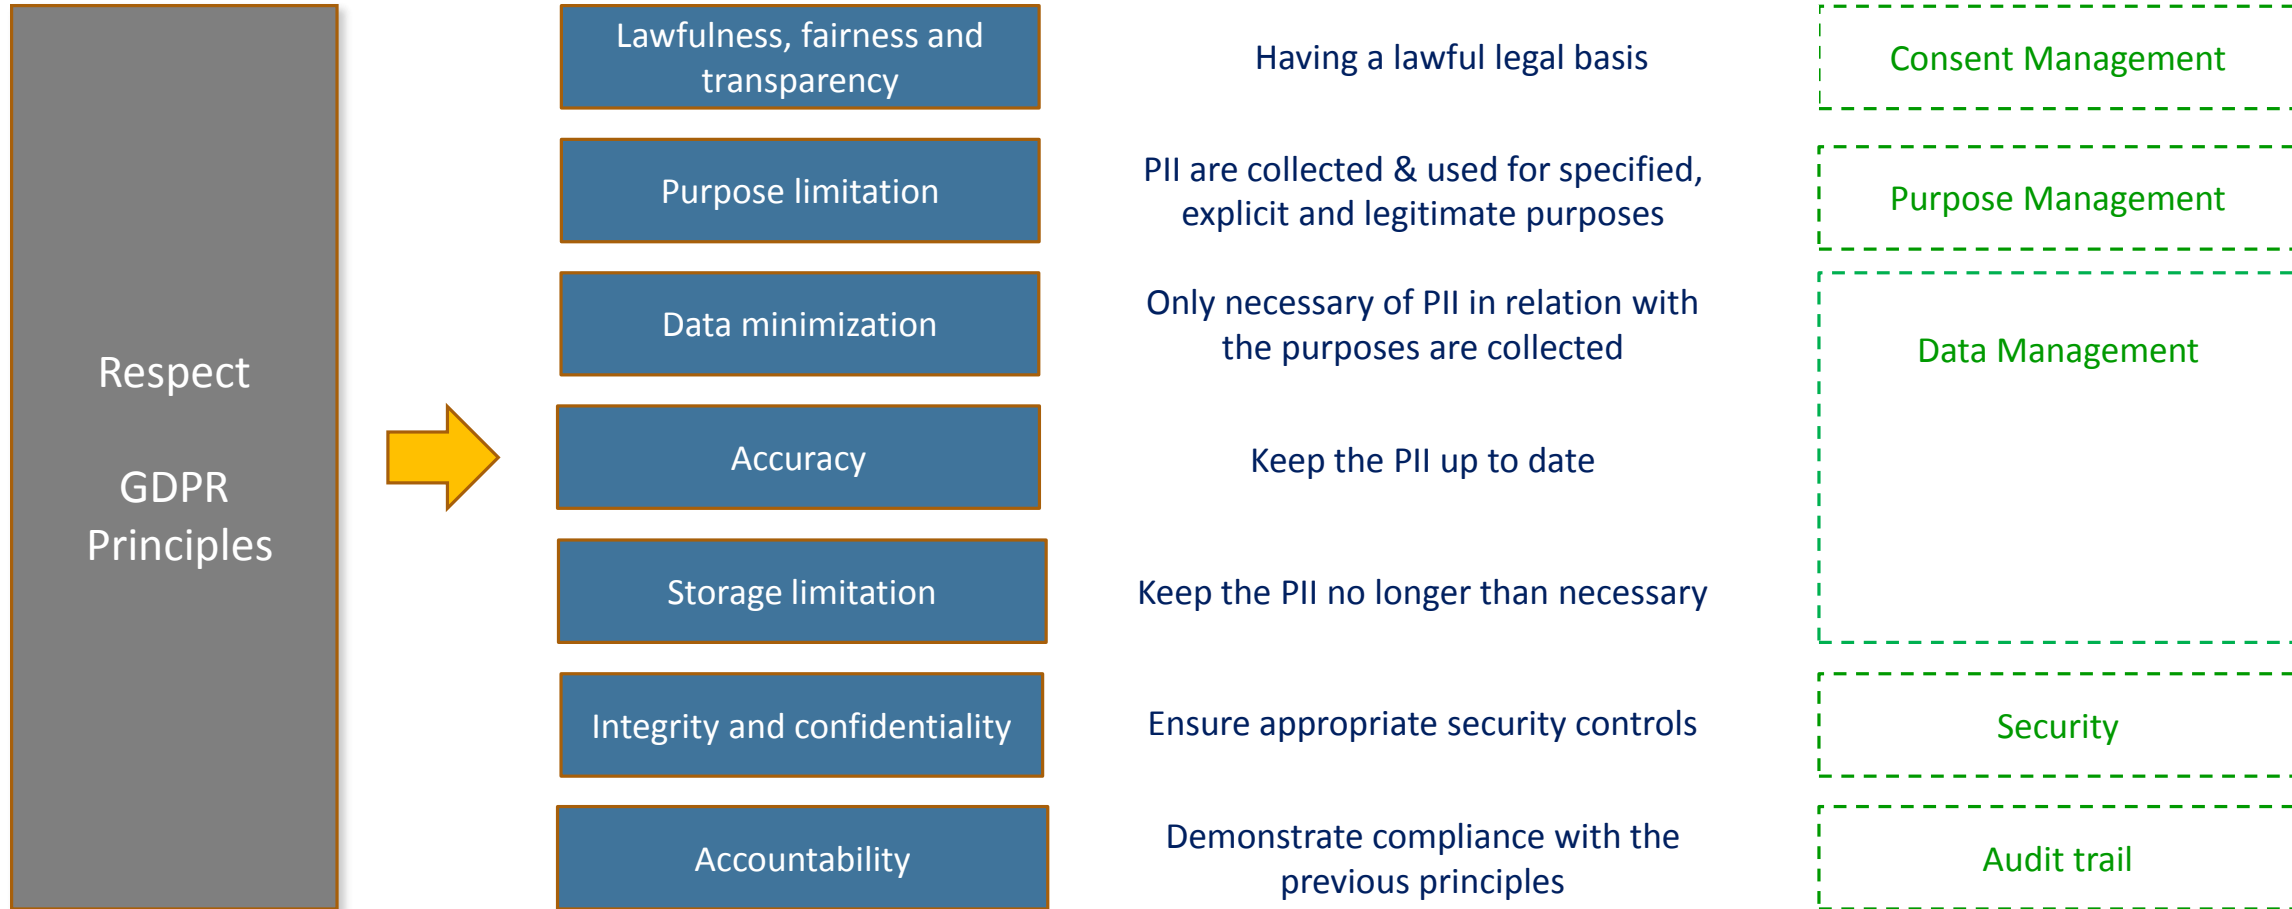 Respect
GDPR
Principles
Lawfulness, fairness and
transparency
Having a lawful legal basis
Consent Management
Purpose limitation
PII are collected & used for specified,
explicit and legitimate purposes
Purpose Management
Data minimization
Only necessary of PII in relation with
the purposes are collected
Data Management
Accuracy
Keep the PII up to date
Storage limitation
Keep the PII no longer than necessary
Integrity and confidentiality
Ensure appropriate security controls
Security
Accountability
Demonstrate compliance with the
previous principles
Audit trail